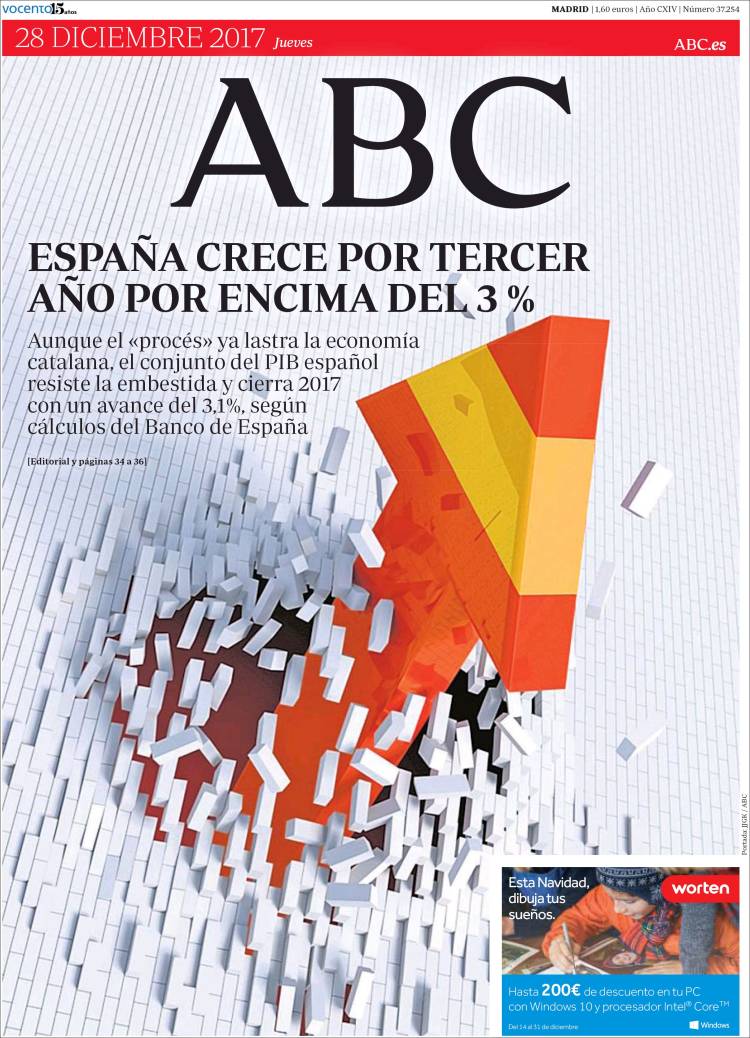 vocento 15 años
MADRID | 1,60 euros | Año CXIV | Número 37.254
28 DICIEMBRE 2017 Jueves
ABC.es
ABC
ESPAÑA CRECE POR TERCER
AÑO POR ENCIMA DEL 3 %
Aunque el «procés» ya lastra la economía
catalana, el conjunto del PIB español
resiste la embestida y cierra 2017
con un avance del 3,1%, según
cálculos del Banco de España
[Editorial y páginas 34 a 36]
Portada: JJGK / ABC
Esta Navidad,
dibuja tus
sueños.
worten
Hasta 200€ de descuento en tu PC
con Windows 10 y procesador Intel® Core™
Del 14 al 31 de diciembre
Windows